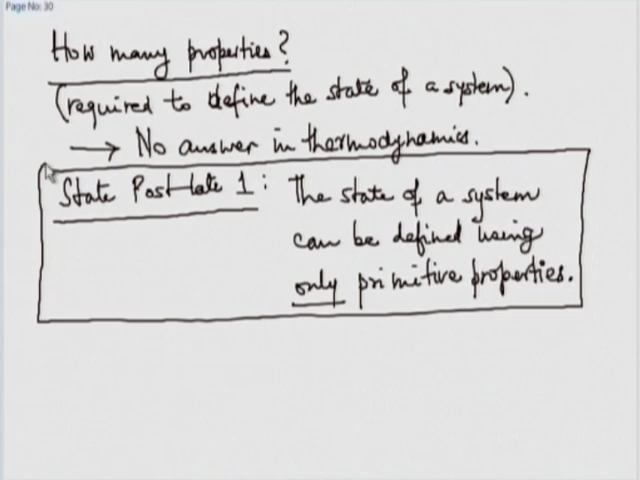 Page No: 30
How many properties?
(required to define the state of a system).
→ No answer in thermodynamics.
State Postulate 1: The state of a system
can be defined using
only primitive properties.